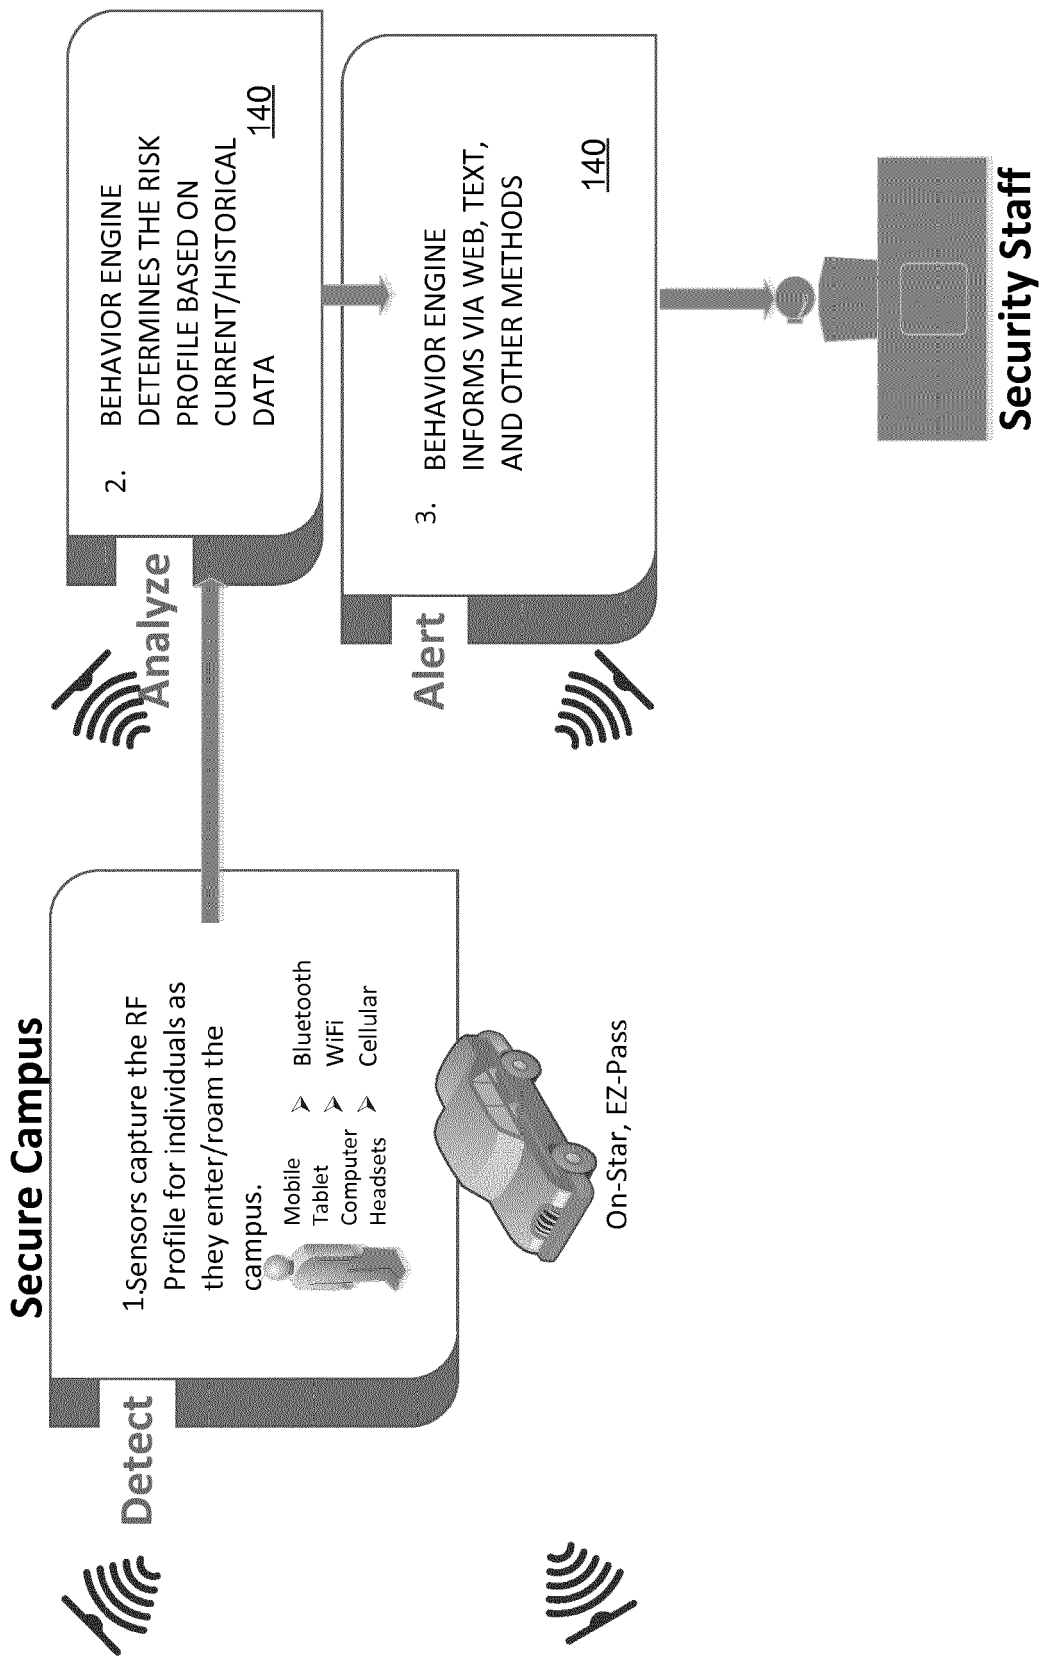 Secure Campus
Detect
1.Sensors capture the RF
Profile for individuals as
they enter/roam the
campus.
Mobile
Tablet
Computer
Headsets
Bluetooth
WiFi
Cellular
On-Star, EZ-Pass
Analyze
2. BEHAVIOR ENGINE
DETERMINES THE RISK
PROFILE BASED ON
CURRENT/HISTORICAL
DATA
140
Alert
3. BEHAVIOR ENGINE
INFORMS VIA WEB, TEXT,
AND OTHER METHODS
140
Security Staff